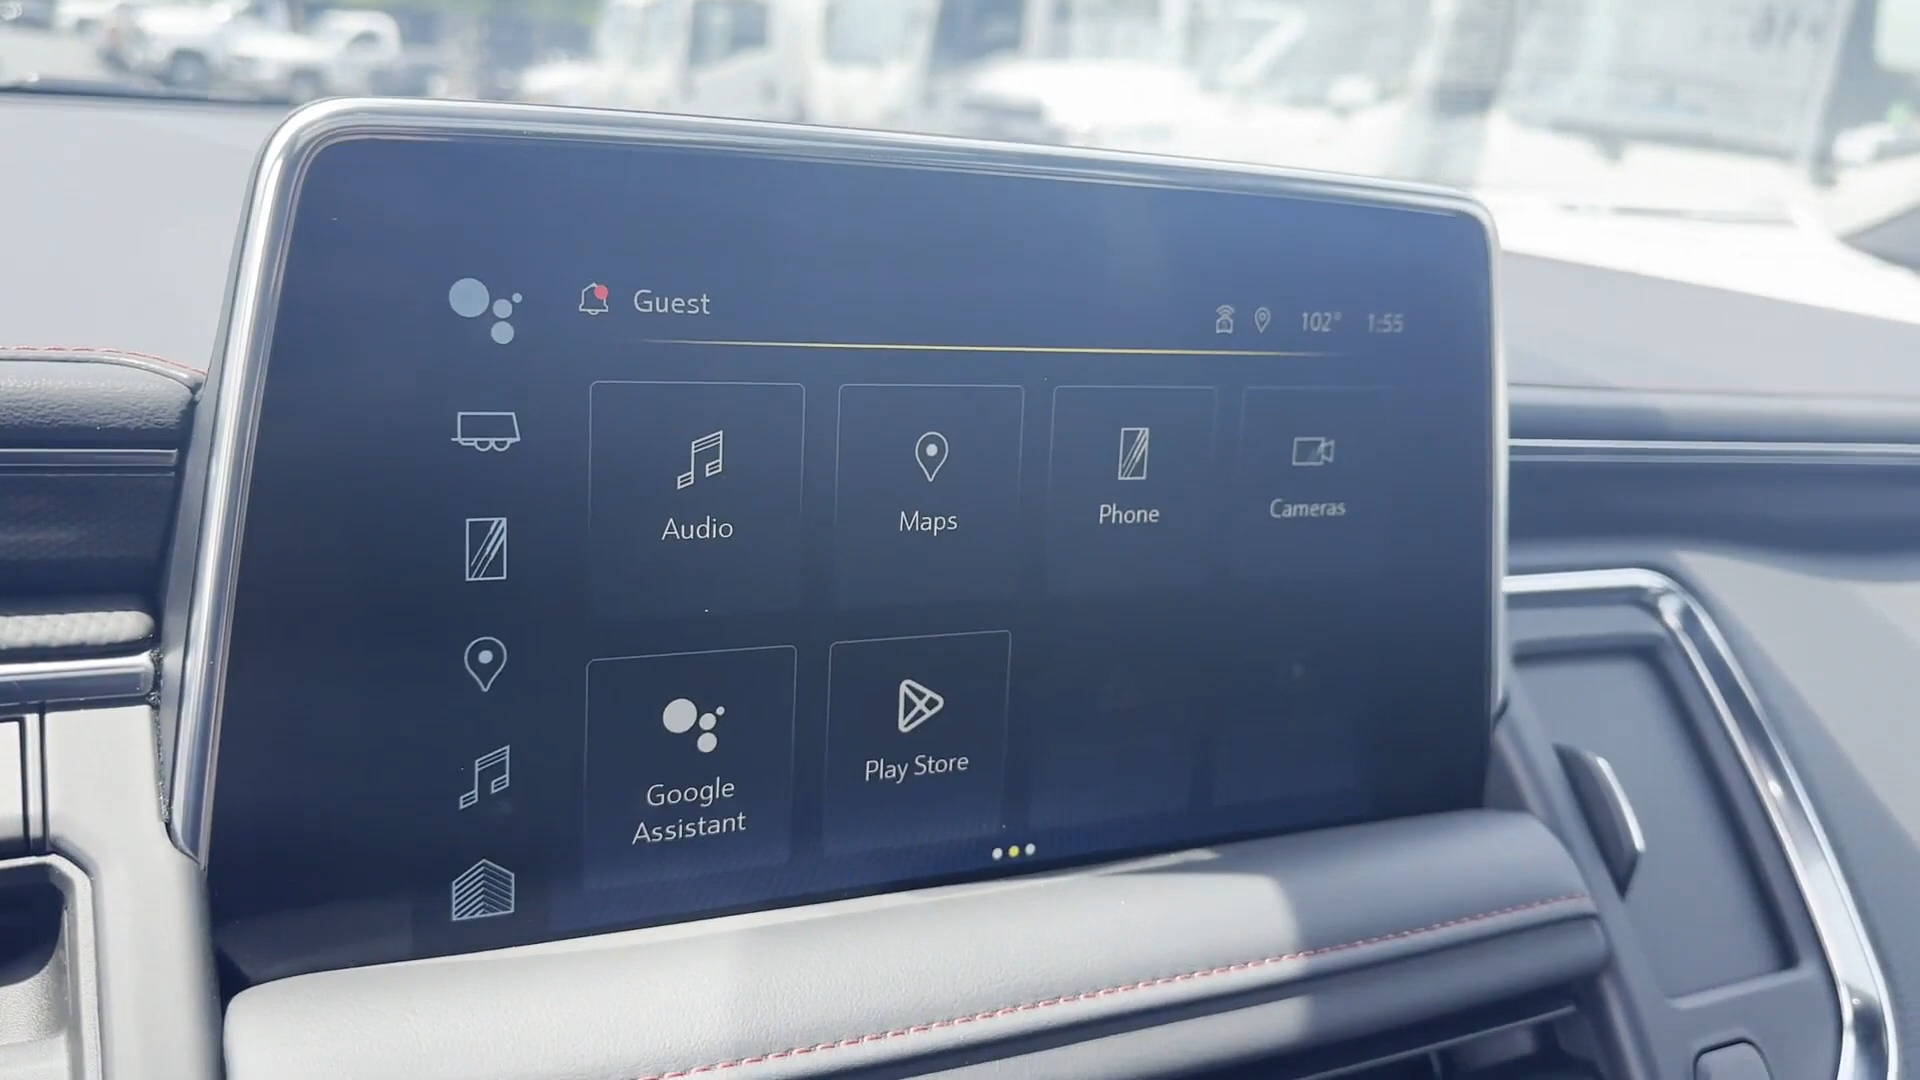 Guest
102° 1:55
Audio
Maps
Phone
Cameras
Google
Assistant
Play Store